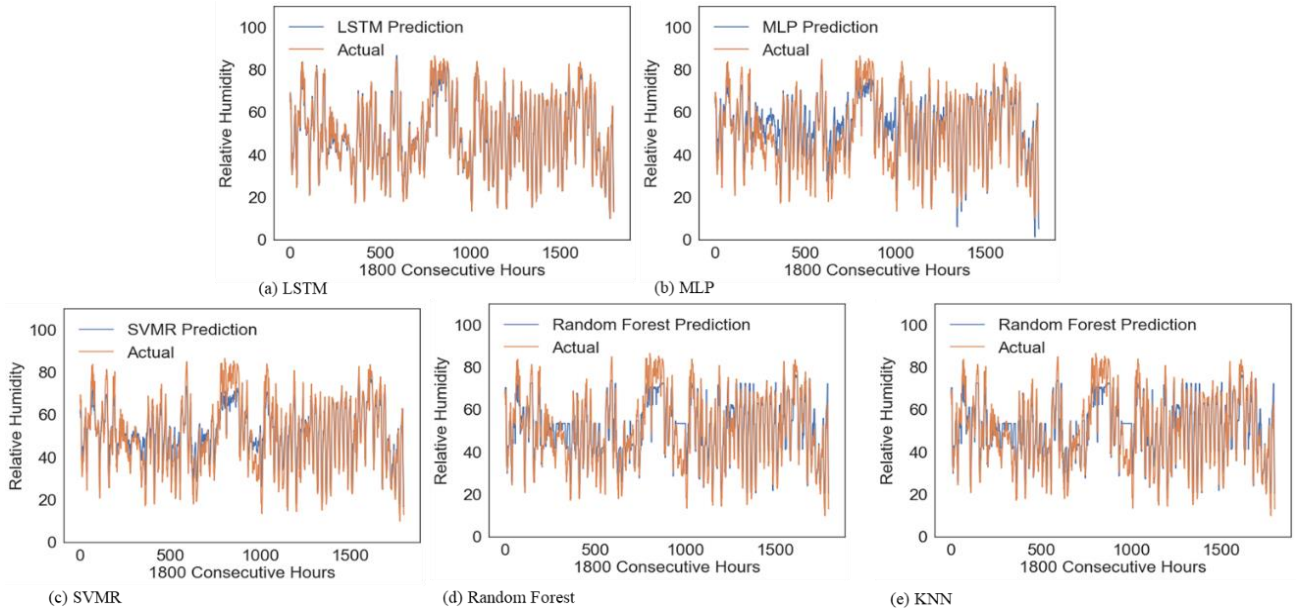 100
80
60
40
20
0
Relative Humidity
LSTM Prediction
Actual
0 500 1000 1500
1800 Consecutive Hours
(a) LSTM
100
80
60
40
20
0
Relative Humidity
MLP Prediction
Actual
0 500 1000 1500
1800 Consecutive Hours
(b) MLP
100
80
60
40
20
0
Relative Humidity
SVMR Prediction
Actual
0 500 1000 1500
1800 Consecutive Hours
(c) SVMR
100
80
60
40
20
0
Relative Humidity
Random Forest Prediction
Actual
0 500 1000 1500
1800 Consecutive Hours
(d) Random Forest
100
80
60
40
20
0
Relative Humidity
Random Forest Prediction
Actual
0 500 1000 1500
1800 Consecutive Hours
(e) KNN